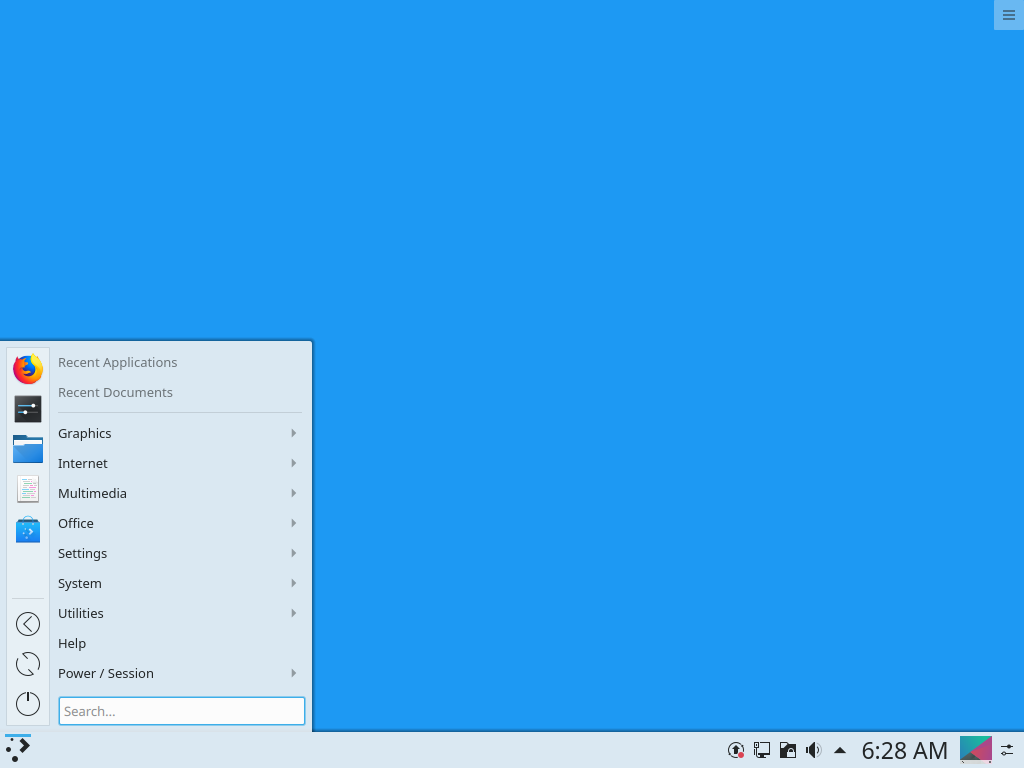 Recent Applications
Recent Documents
Graphics
Internet
Multimedia
Office
Settings
System
Utilities
Help
Power / Session
Search...
6:28 AM